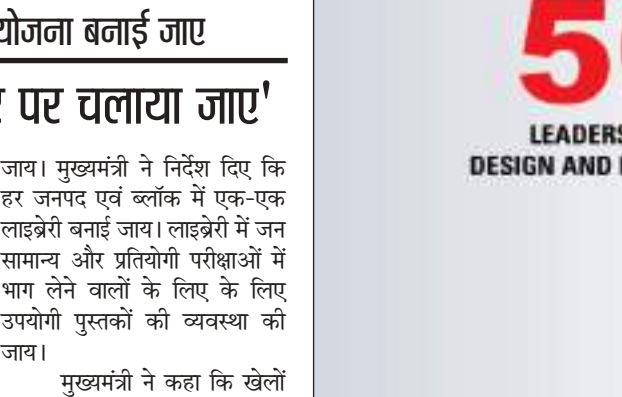 योजना बनाई जाए
पर चलाया जाए'
जाय। मुख्यमंत्री ने निर्देश दिए कि
हर जनपद एवं ब्लॉक में एक-एक
लाइब्रेरी बनाई जाय। लाइब्रेरी में जन
सामान्य और प्रतियोगी परीक्षाओं में
भाग लेने वालों के लिए के लिए
उपयोगी पुस्तकों की व्यवस्था की
जाय।
मुख्यमंत्री ने कहा कि खेलों
5
LEADERS
DESIGN AND